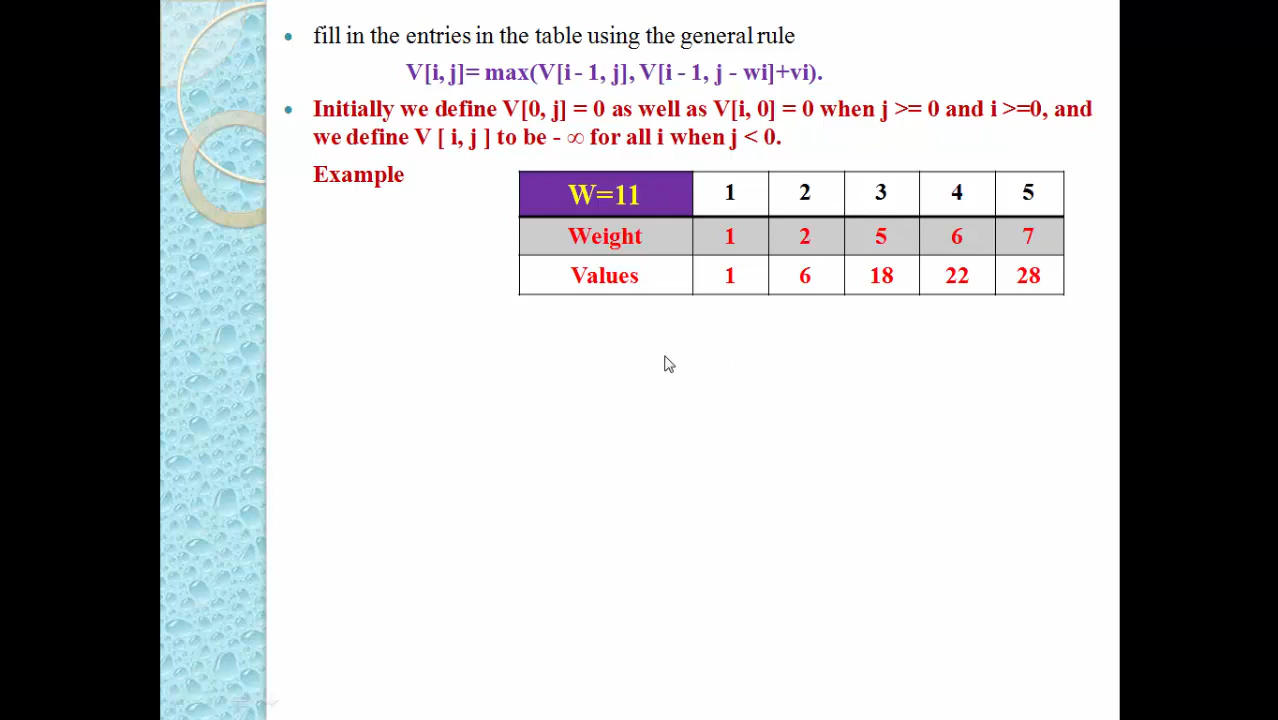 fill in the entries in the table using the general rule
V[i, j]= max(V[i - 1, j], V[i - 1, j - wi]+vi).
Initially we define V[0, j] = 0 as well as V[i, 0] = 0 when j >= 0 and i >=0, and
we define V [ i, j ] to be - ∞ for all i when j < 0.
Example
W=11 1 2 3 4 5
Weight 1 2 5 6 7
Values 1 6 18 22 28